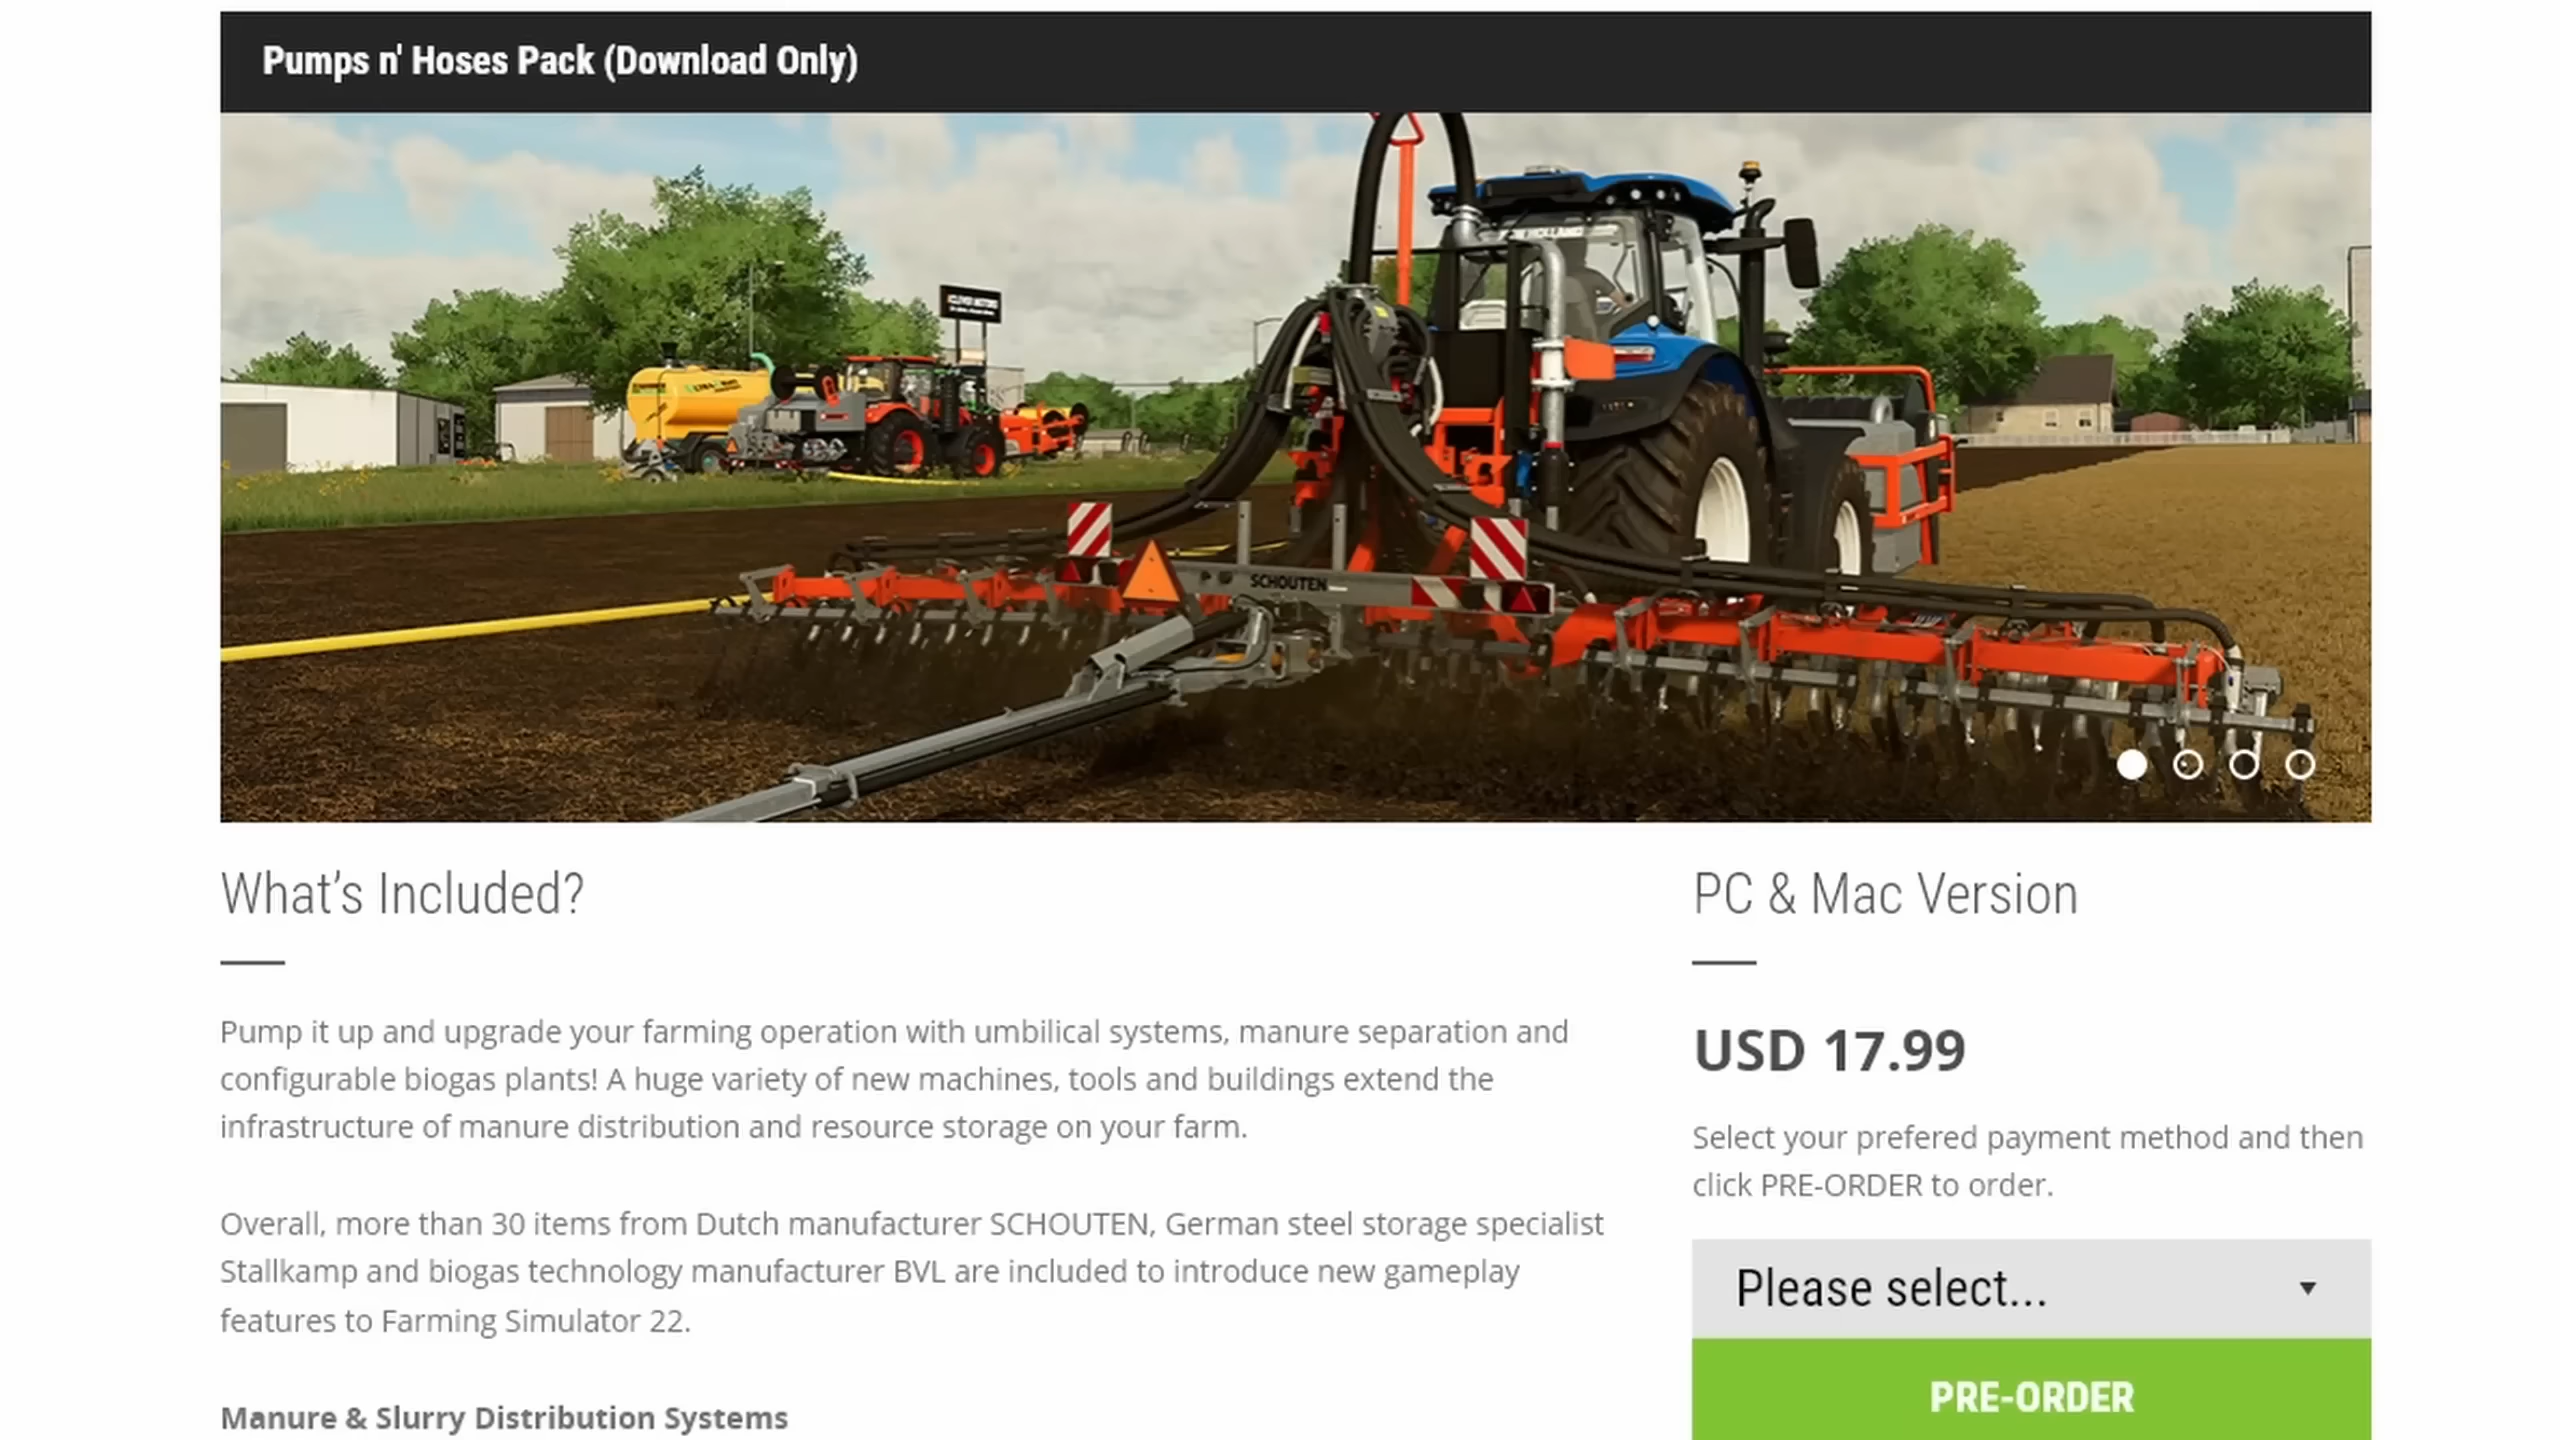 Pumps n' Hoses Pack (Download Only)
SCHOUTEN
What's Included?
Pump it up and upgrade your farming operation with umbilical systems, manure separation and
configurable biogas plants! A huge variety of new machines, tools and buildings extend the
infrastructure of manure distribution and resource storage on your farm.
Overall, more than 30 items from Dutch manufacturer SCHOUTEN, German steel storage specialist
Stallkamp and biogas technology manufacturer BVL are included to introduce new gameplay
features to Farming Simulator 22.
Manure & Slurry Distribution Systems
PC & Mac Version
USD 17.99
Select your prefered payment method and then
click PRE-ORDER to order.
Please select...
PRE-ORDER